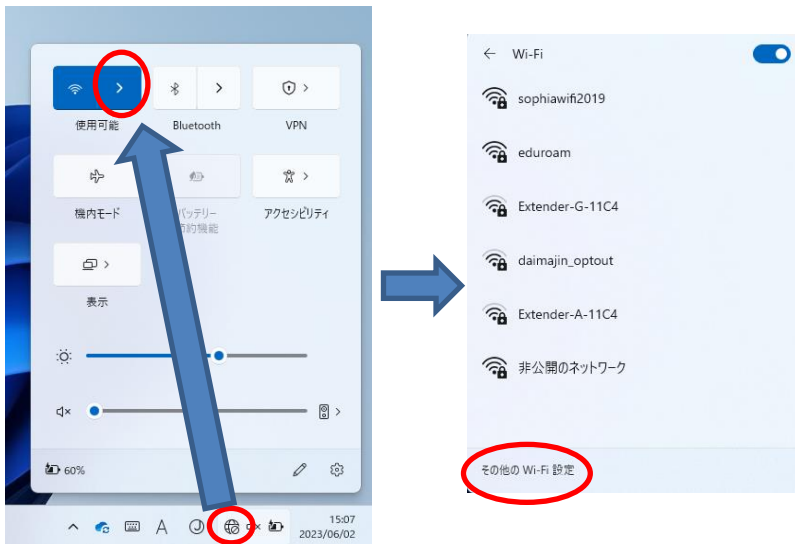 使用可能
Bluetooth
VPN
機内モード
バッテリー
節約機能
アクセシビリティ
表示
60%
A
15:07
2023/06/02
Wi-Fi
sophiawifi2019
eduroam
Extender-G-11C4
daimajin_optout
Extender-A-11C4
非公開のネットワーク
その他の Wi-Fi 設定